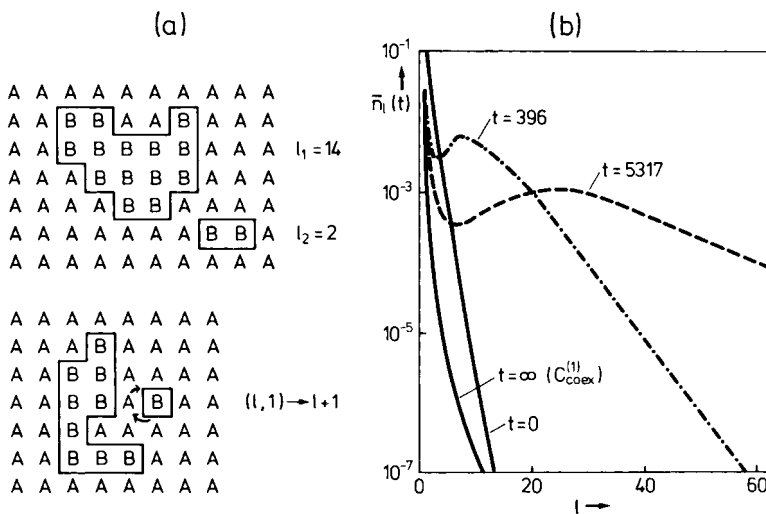 (a)
A A A A A A A A A A
A A B B A A B A A A
A A B B B B B A A A l₁ = 14
A A A B B B B A A A
A A A A B B A A A A
A A A A A A A B B A l₂ = 2
A A A A A A A A A A
A A A A A A A A
A A A B A A A A
A A B B A A A A
A A B B A B A A (l,1) → l+1
A A B A A A A A
A A B B B A A A
A A A A A A A A
(b)
10⁻¹
n̄ₗ(t)
10⁻³
10⁻⁵
10⁻⁷
t = 396
t = 5317
t = ∞ (C⁽¹⁾coex)
t = 0
0 20 40 60
l →